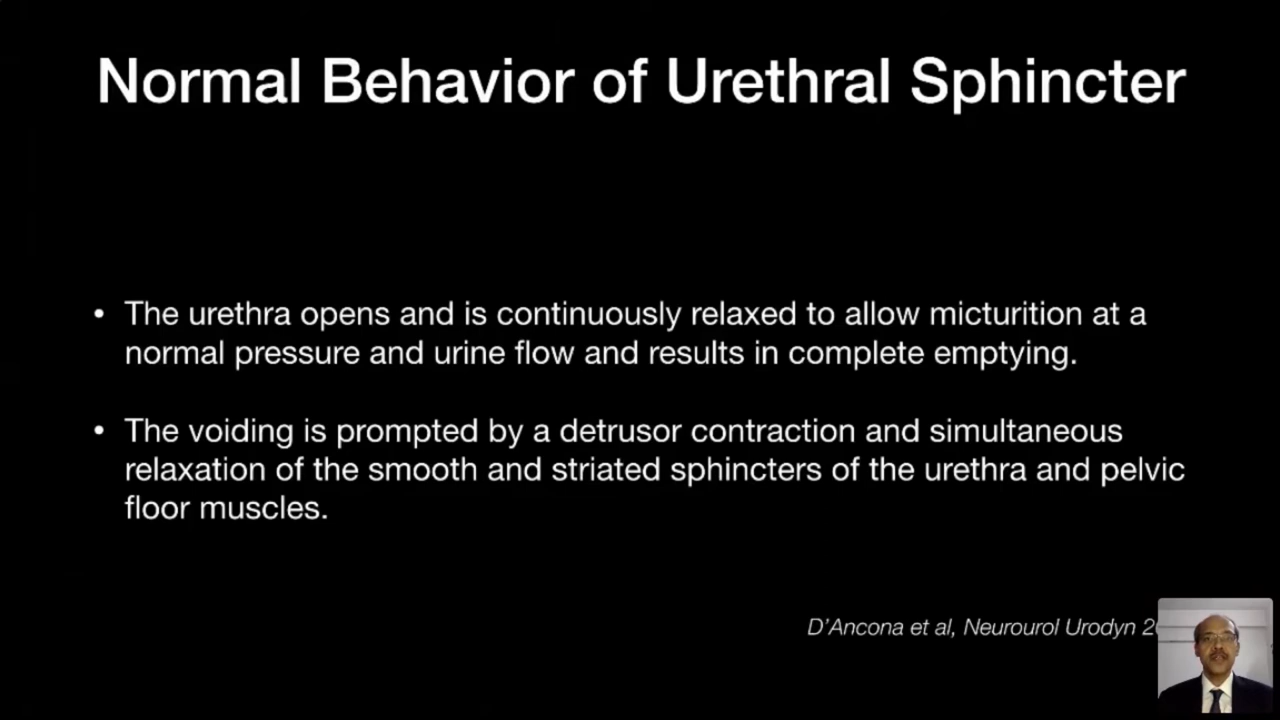 Normal Behavior of Urethral Sphincter
• The urethra opens and is continuously relaxed to allow micturition at a
normal pressure and urine flow and results in complete emptying.
• The voiding is prompted by a detrusor contraction and simultaneous
relaxation of the smooth and striated sphincters of the urethra and pelvic
floor muscles.
D'Ancona et al, Neurourol Urodyn